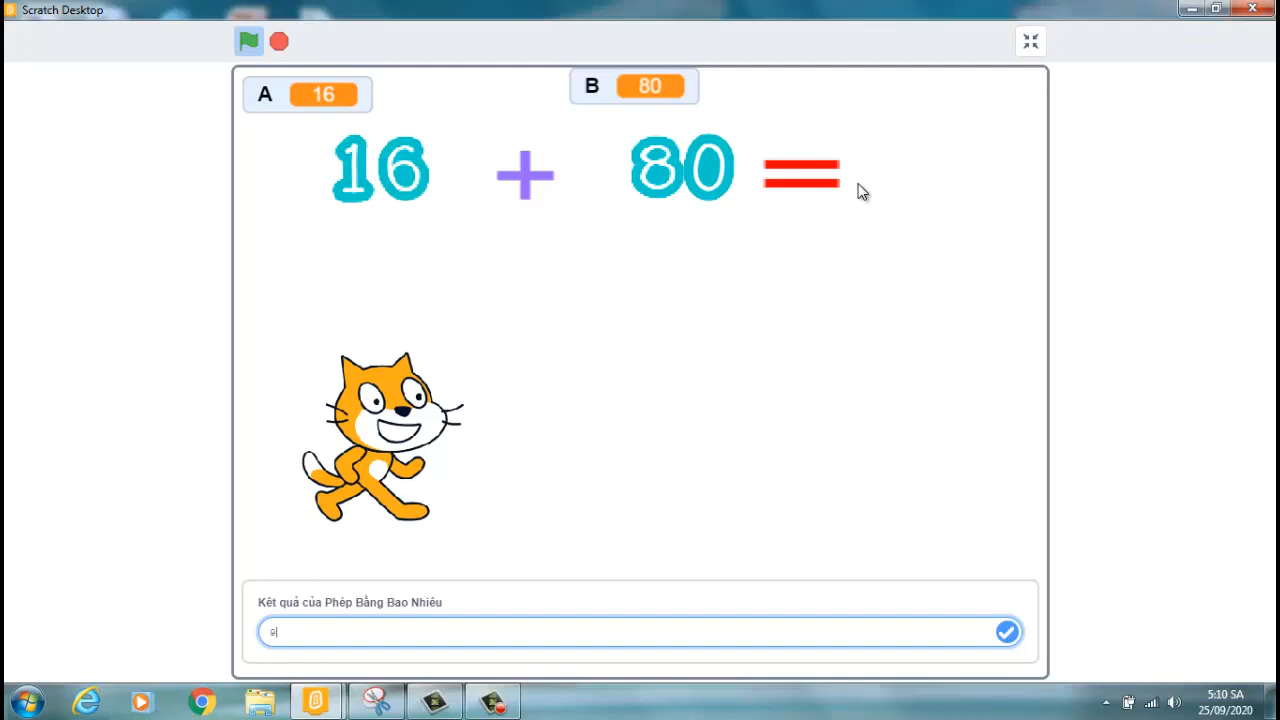 Scratch Desktop
A 16
B 80
16 + 80 =
Kêt quả của Phép Bằng Bao Nhiêu
9
5:10 SA
25/09/2020